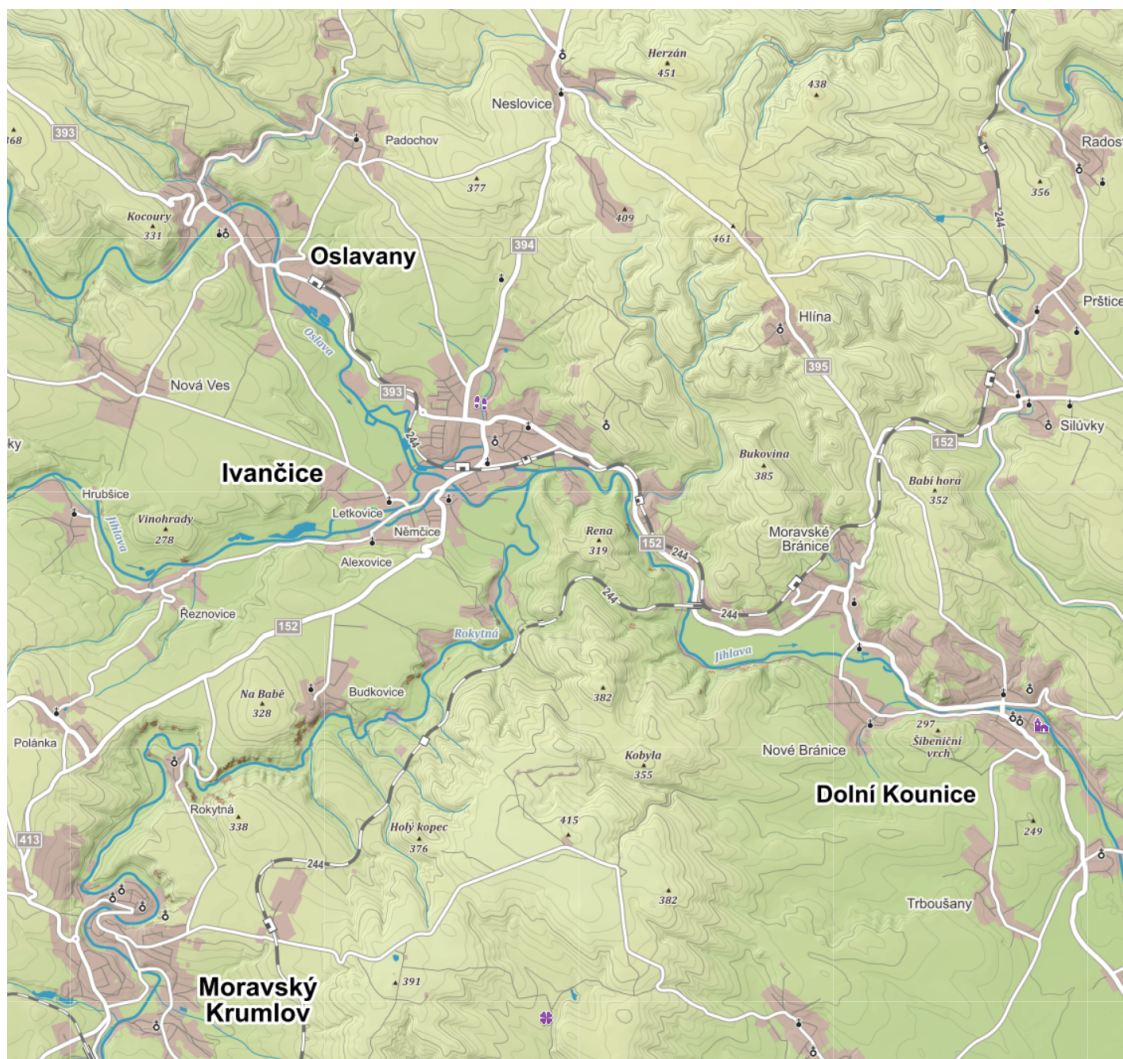 Herzán
451
438
Neslovice
393
368
Padochov
Rados
377
356
409
Kocoury
331
461
244
394
Oslavany
Prštice
Hlína
Oslava
395
Nová Ves
393
244
Silůvky
152
ky
Bukovina
385
Ivančice
Babí hora
352
Hrubšice
Vinohrady
278
Letkovice
Jihlava
Němčice
Rena
319
Moravské
Bránice
152
244
Alexovice
Řeznovice
244
244
152
Rokytná
Jihlava
Na Babě
328
Budkovice
382
Polánka
297
Šibeniční
vrch
Nové Bránice
Kobyla
355
Dolní Kounice
Rokytná
338
415
249
413
Holý kopec
376
244
382
Trboušany
391
Moravský
Krumlov